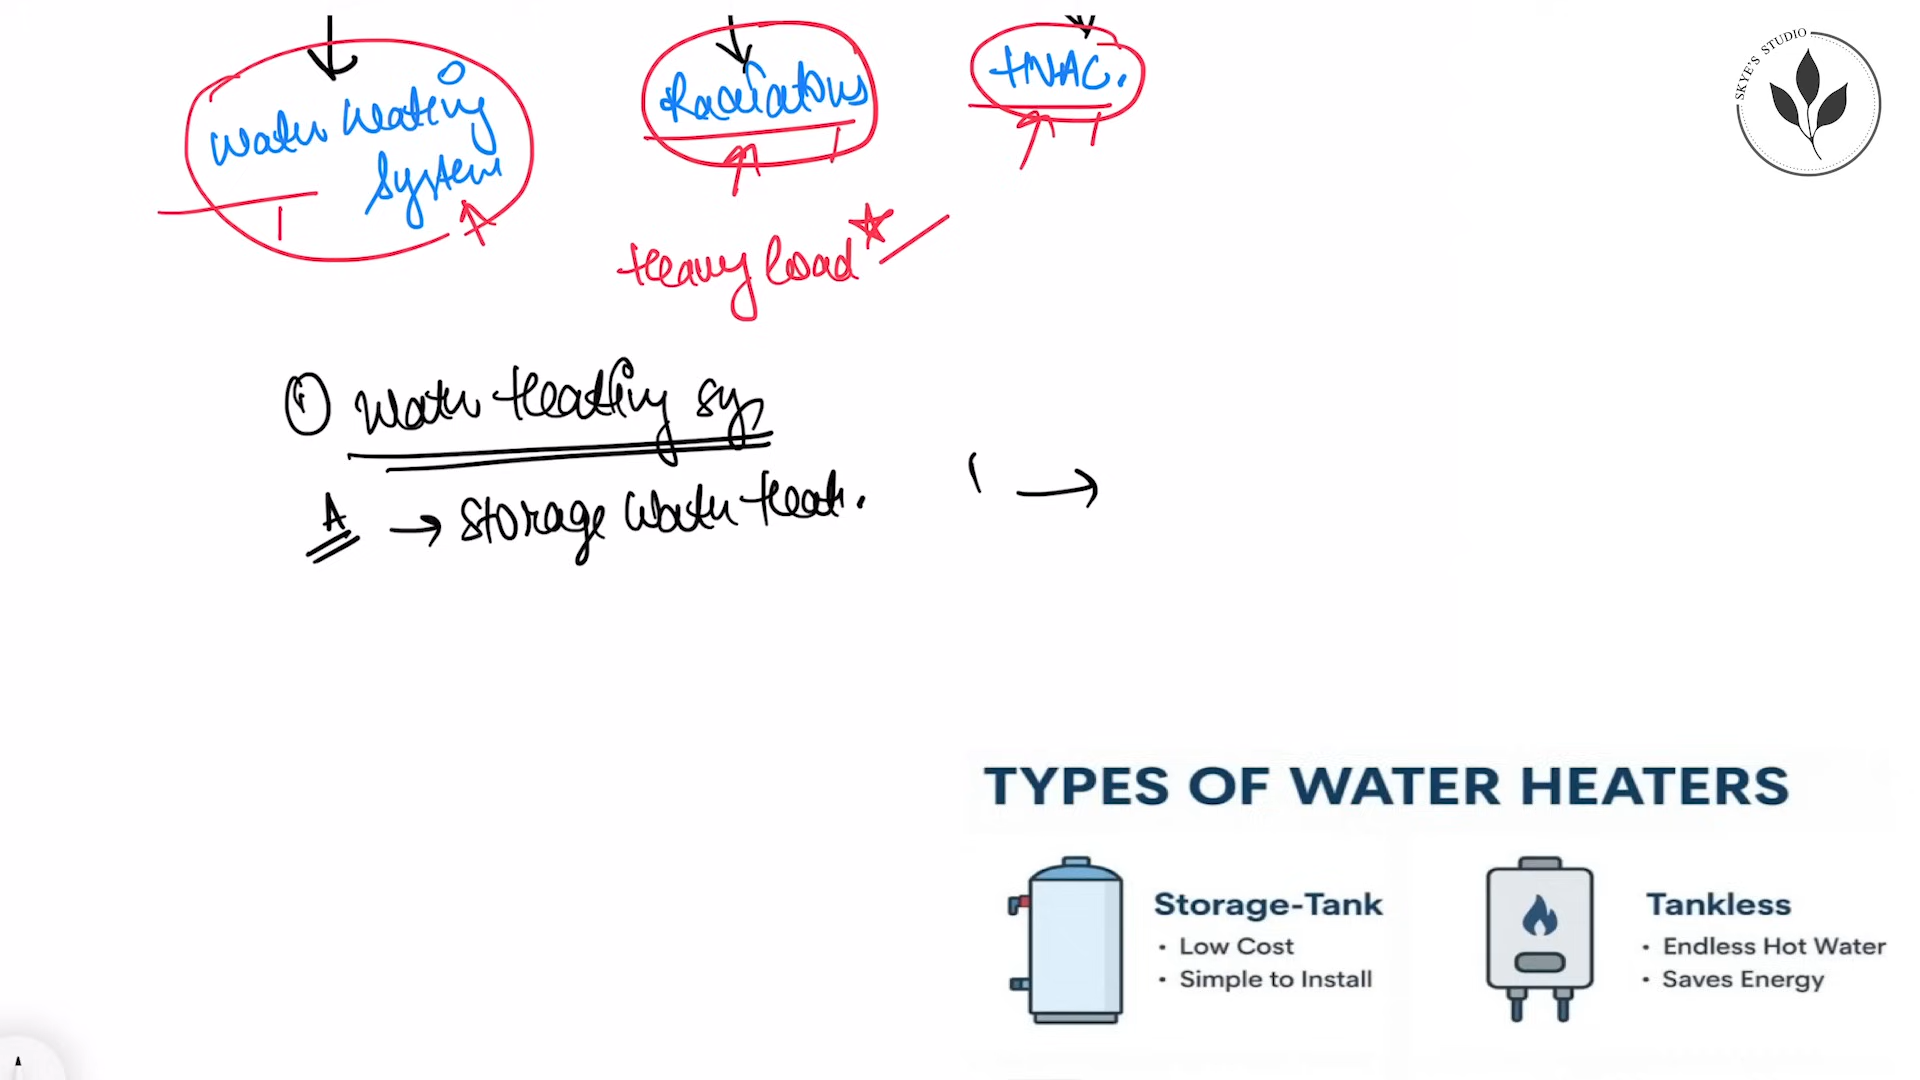 Water Heating
System
Radiators
HVAC.
SKYE'S STUDIO
Heavy load
① Water Heating Sys
A → Storage Water Heat.
TYPES OF WATER HEATERS
Storage-Tank
• Low Cost
• Simple to Install
Tankless
• Endless Hot Water
• Saves Energy